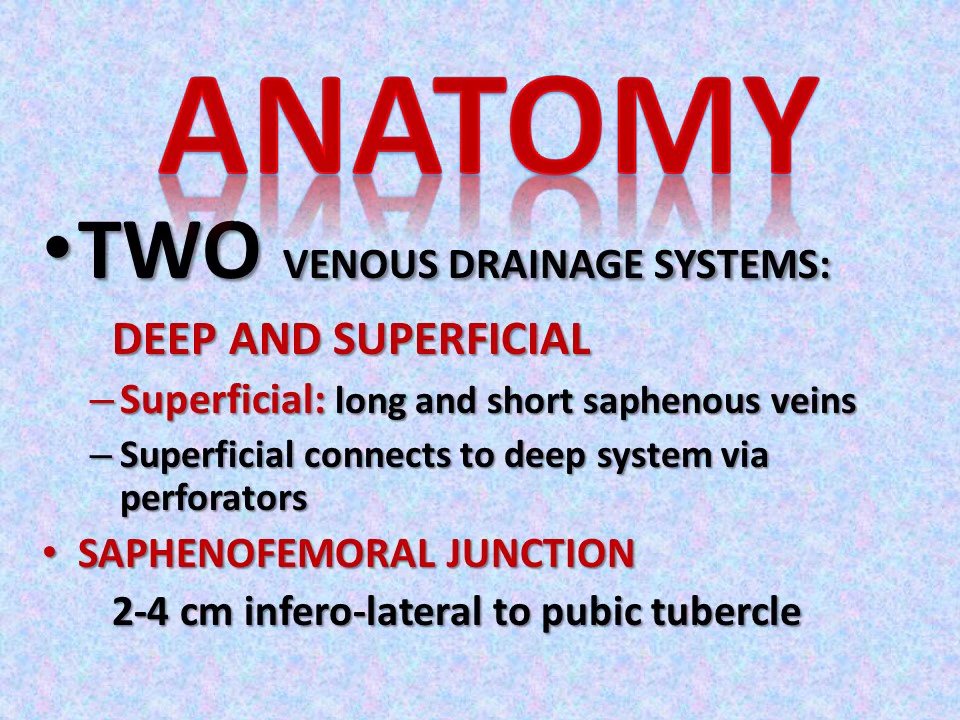 ANATOMY
• TWO VENOUS DRAINAGE SYSTEMS:
DEEP AND SUPERFICIAL
– Superficial: long and short saphenous veins
– Superficial connects to deep system via
perforators
• SAPHENOFEMORAL JUNCTION
2-4 cm infero-lateral to pubic tubercle